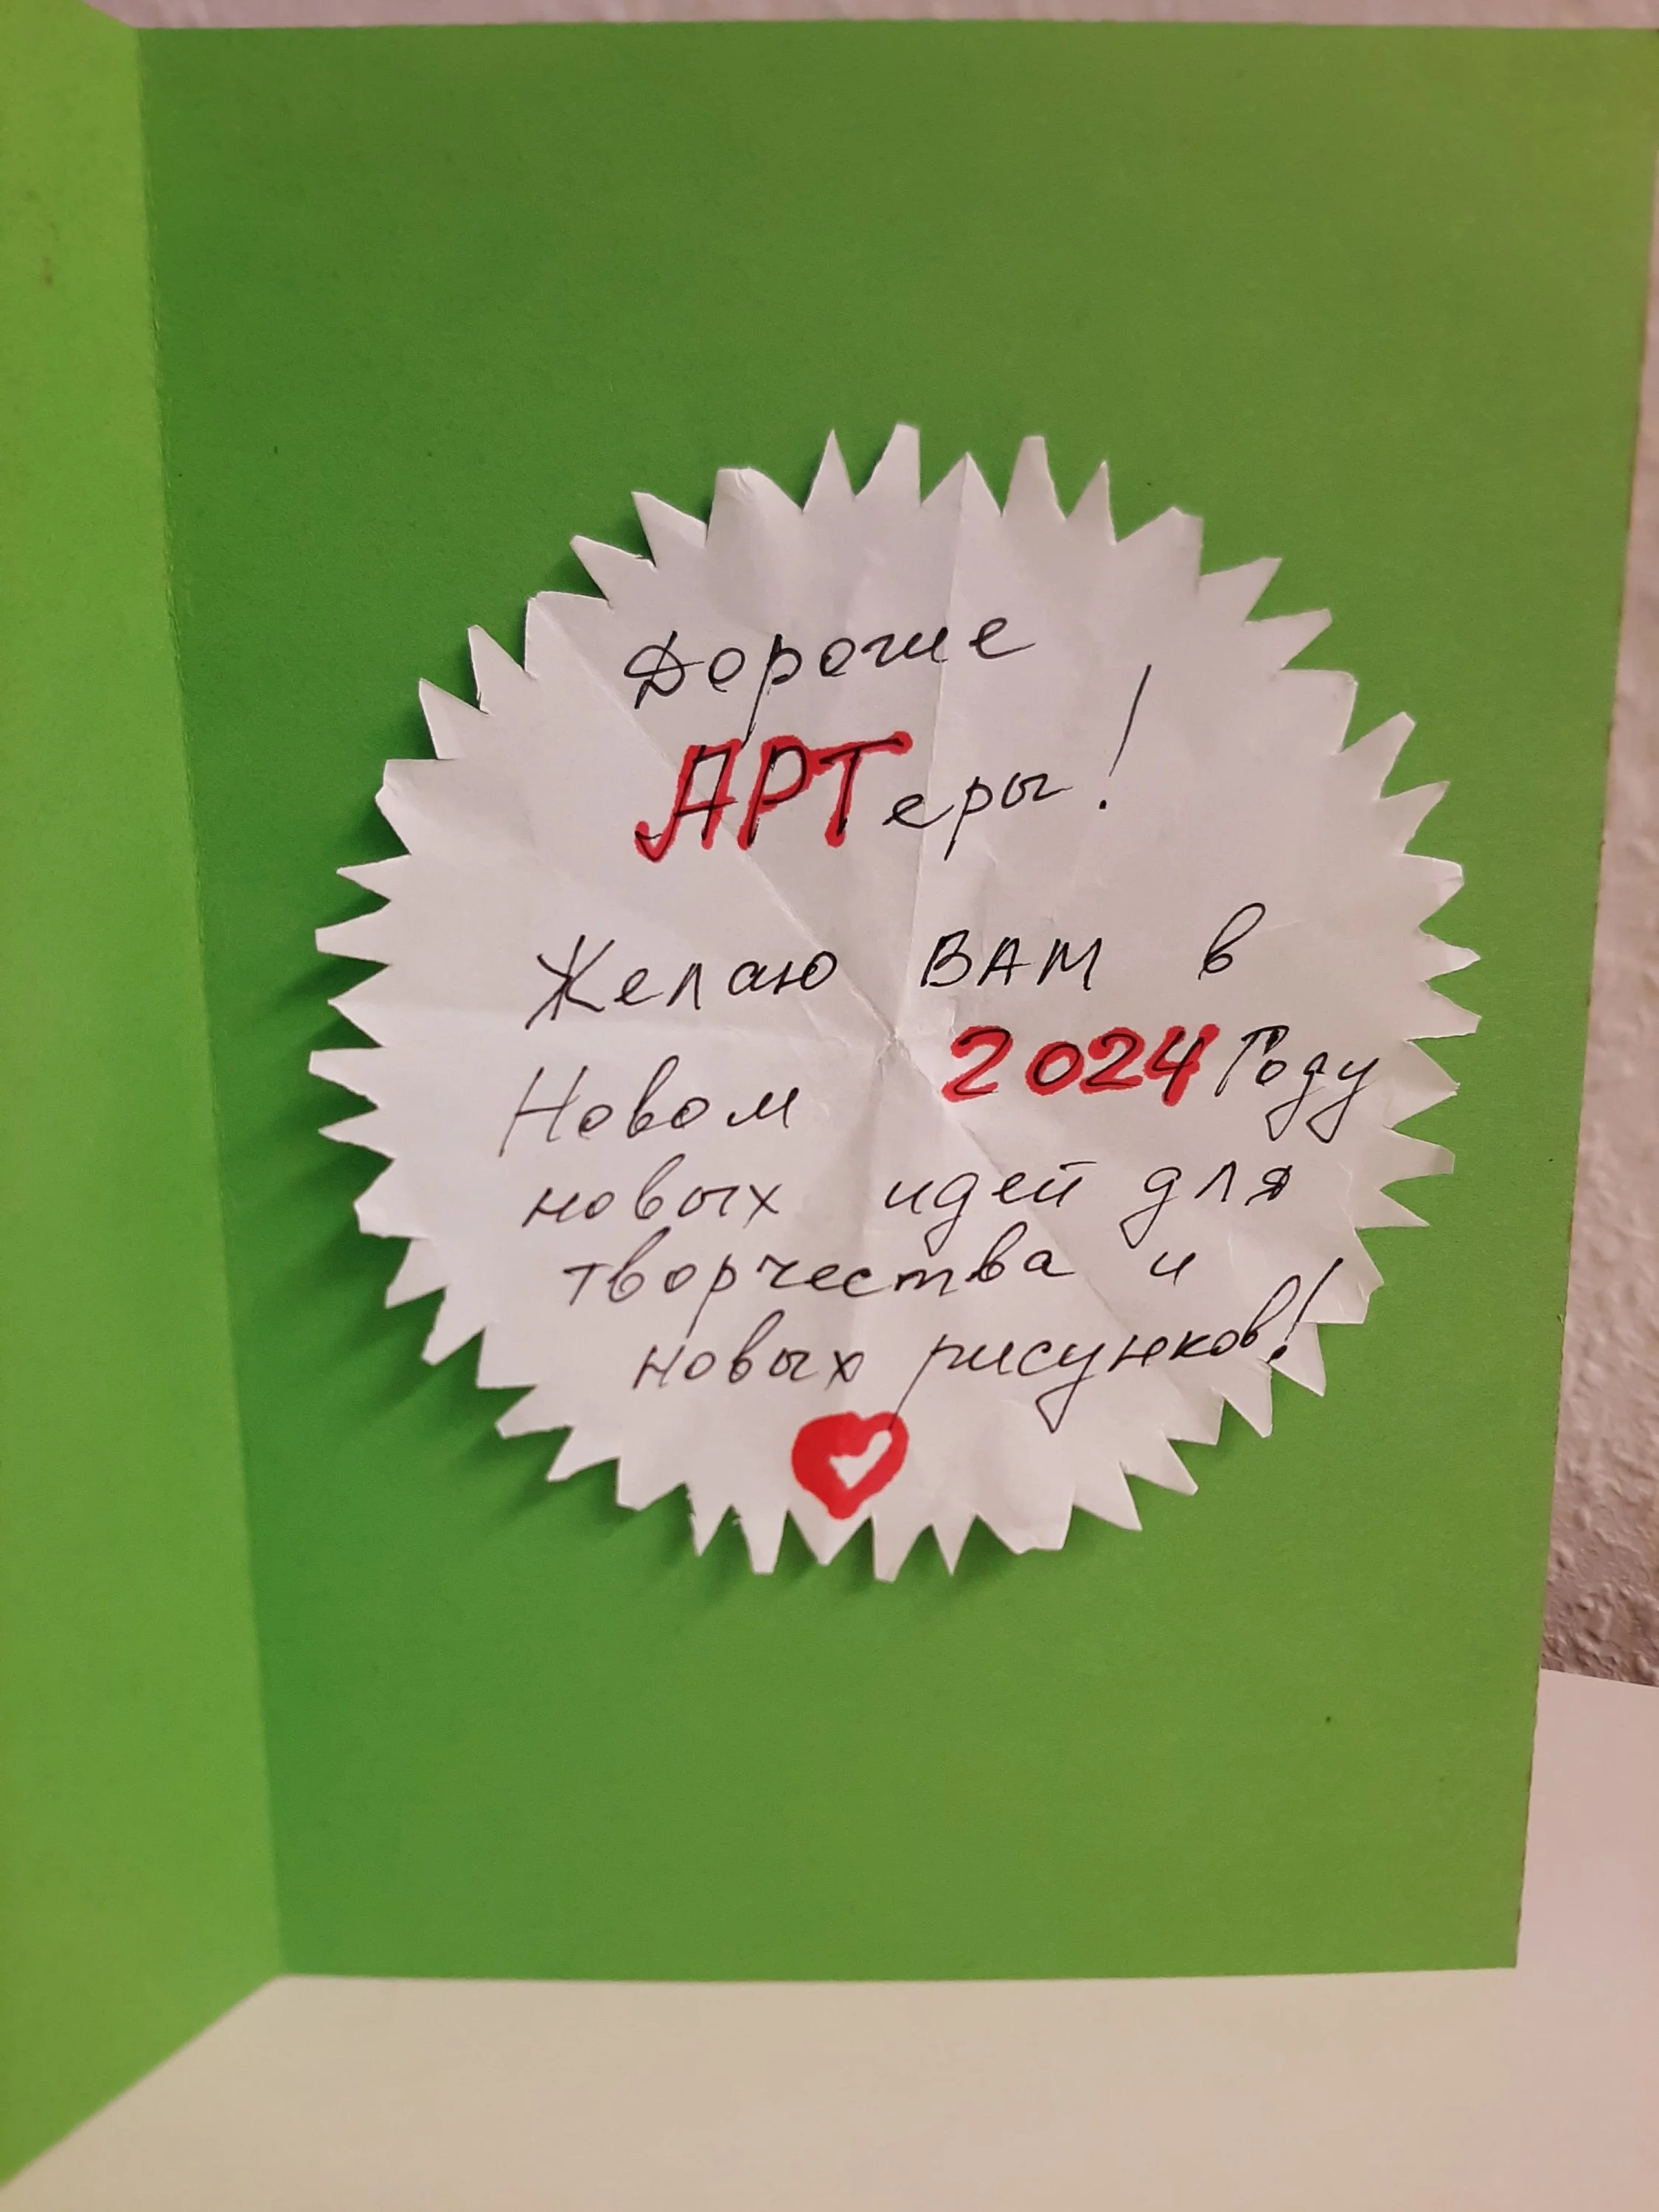 Дорогие
АРТеры!
Желаю ВАМ в
Новом 2024 Году
новых идей для
творчества и
новых рисунков!